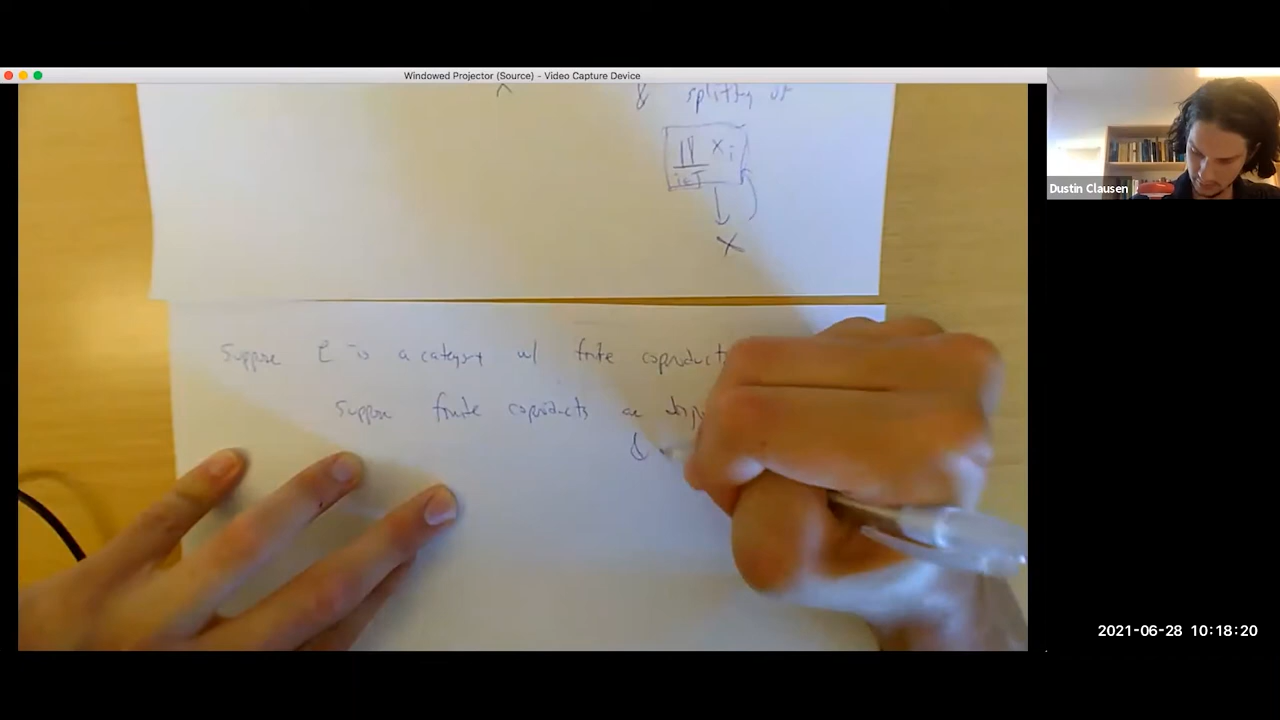 Windowed Projector (Source) - Video Capture Device
& splitting of
∐ X_i
i∈I
X
Dustin Clausen
Suppose C is a category w/ finite coproducts
Suppose finite coproducts are
&
2021-06-28 10:18:20